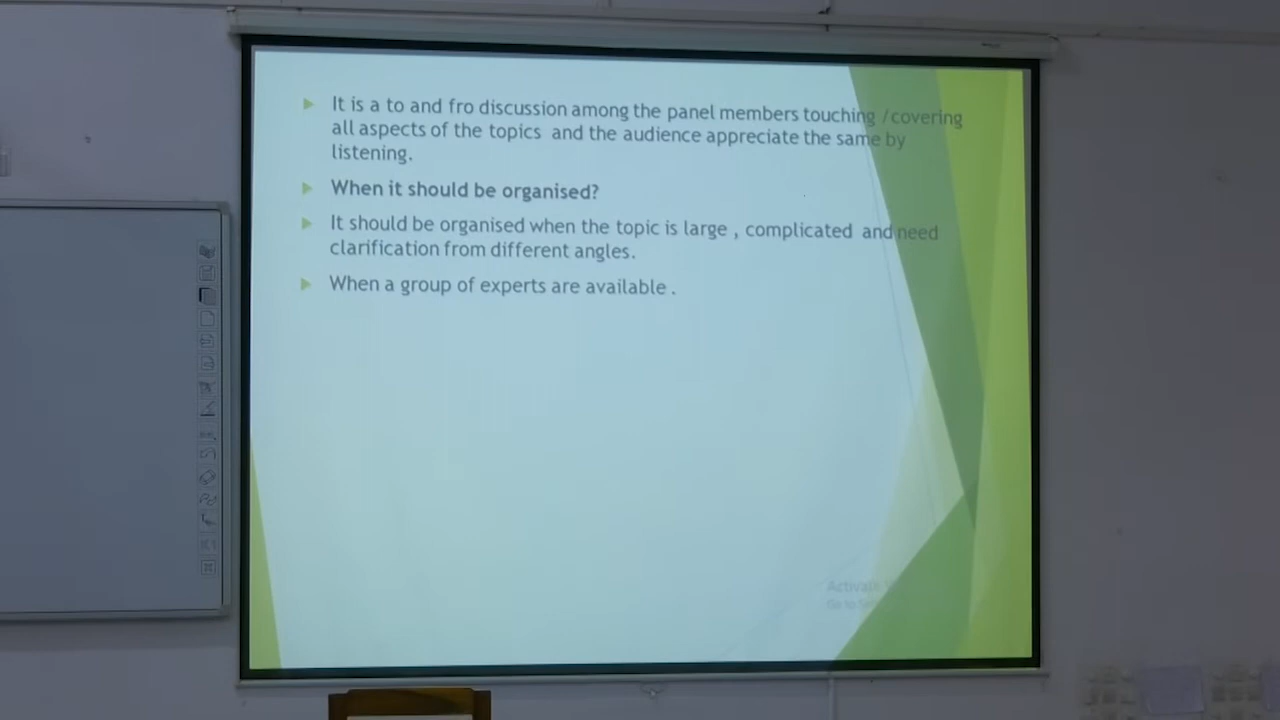 It is a to and fro discussion among the panel members touching /covering
all aspects of the topics and the audience appreciate the same by
listening.
When it should be organised?
It should be organised when the topic is large , complicated and need
clarification from different angles.
When a group of experts are available .
Activate